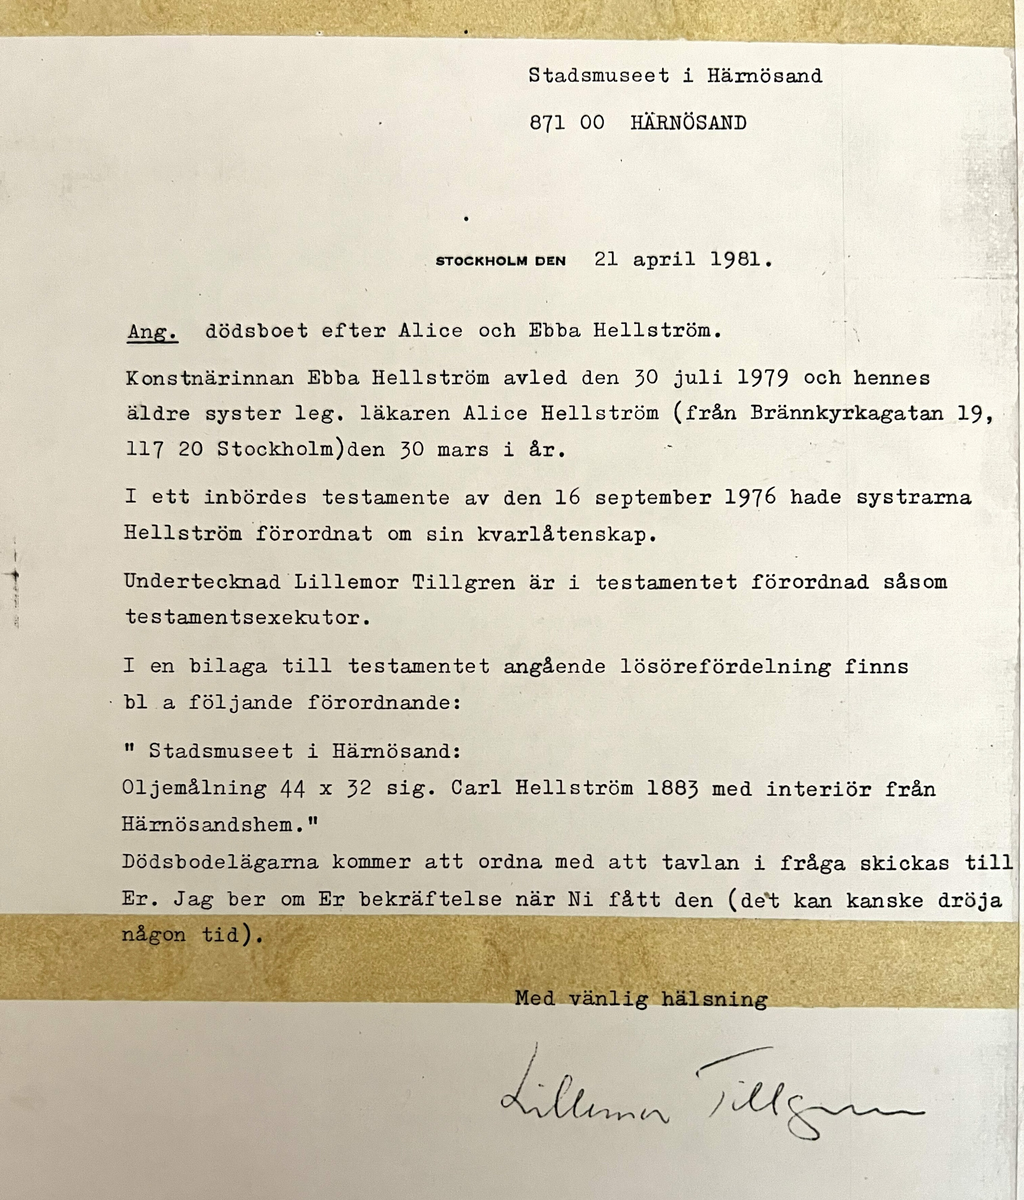 Stadsmuseet i Härnösand
871 00 HÄRNÖSAND
STOCKHOLM DEN 21 april 1981.
Ang. dödsboet efter Alice och Ebba Hellström.
Konstnärinnan Ebba Hellström avled den 30 juli 1979 och hennes
äldre syster leg. läkaren Alice Hellström (från Brännkyrkagatan 19,
117 20 Stockholm)den 30 mars i år.
I ett inbördes testamente av den 16 september 1976 hade systrarna
Hellström förordnat om sin kvarlåtenskap.
Undertecknad Lillemor Tillgren är i testamentet förordnad såsom
testamentsexekutor.
I en bilaga till testamentet angående lösörefördelning finns
bl a följande förordnande:
" Stadsmuseet i Härnösand:
Oljemålning 44 x 32 sig. Carl Hellström 1883 med interiör från
Härnösandshem."
Dödsbodelägarna kommer att ordna med att tavlan i fråga skickas till
Er. Jag ber om Er bekräftelse när Ni fått den (det kan kanske dröja
någon tid).
Med vänlig hälsning
Lillemor Tillgren